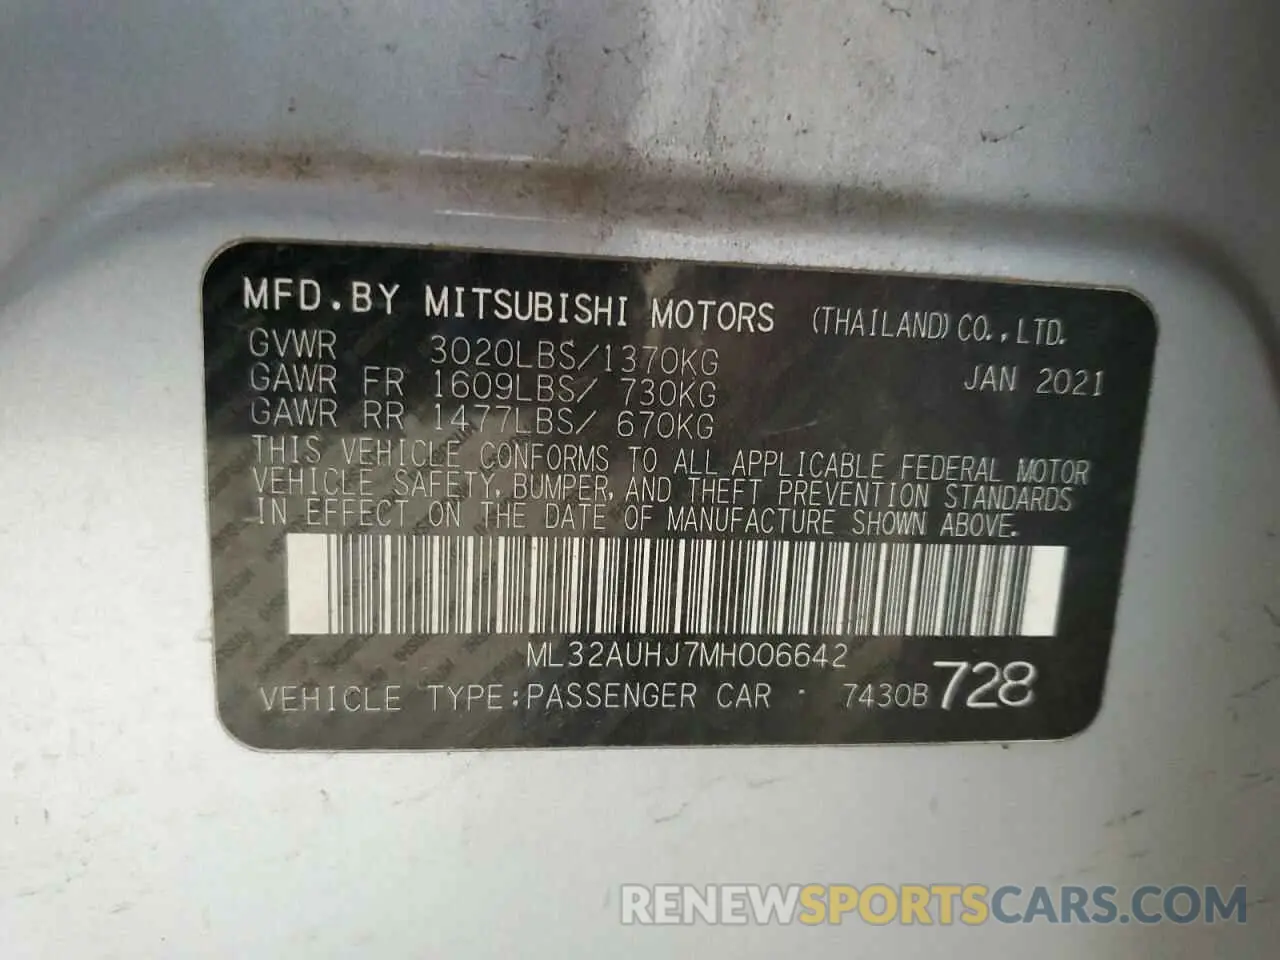 MFD.BY MITSUBISHI MOTORS (THAILAND)CO.,LTD.
GVWR 3020LBS/1370KG JAN 2021
GAWR FR 1609LBS/ 730KG
GAWR RR 1477LBS/ 670KG
THIS VEHICLE CONFORMS TO ALL APPLICABLE FEDERAL MOTOR
VEHICLE SAFETY, BUMPER, AND THEFT PREVENTION STANDARDS
IN EFFECT ON THE DATE OF MANUFACTURE SHOWN ABOVE.
ML32AUHJ7MH006642
VEHICLE TYPE:PASSENGER CAR · 7430B 728
RENEWSPORTSCARS.COM